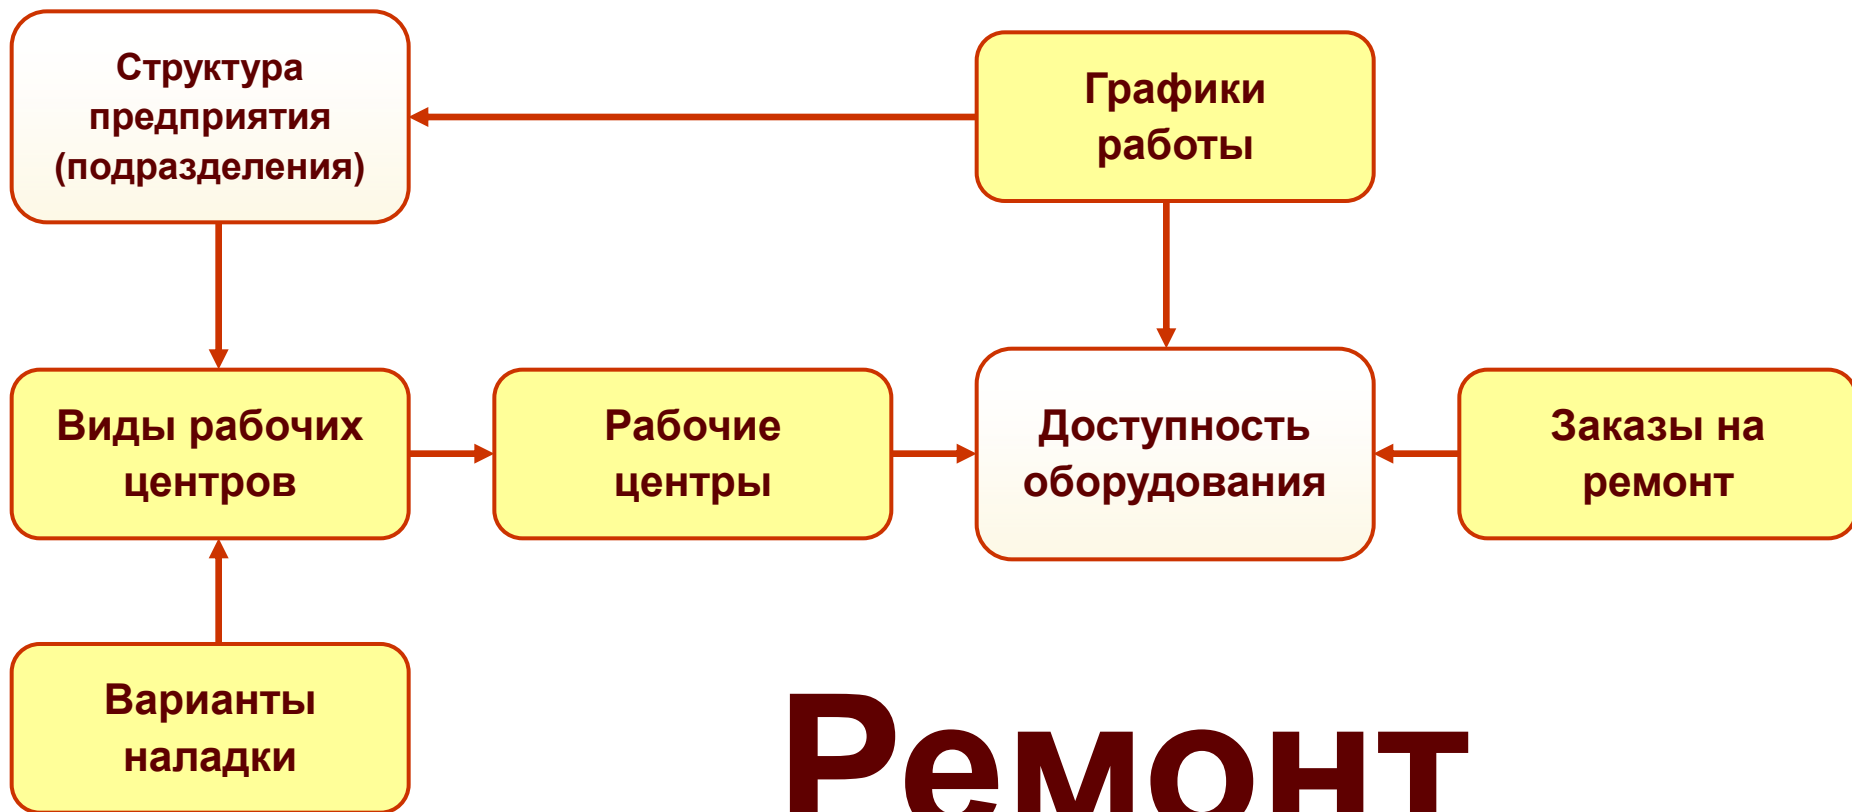 Структура
предприятия
(подразделения)
Графики
работы
Виды рабочих
центров
Рабочие
центры
Доступность
оборудования
Заказы на
ремонт
Варианты
наладки
Ремонт